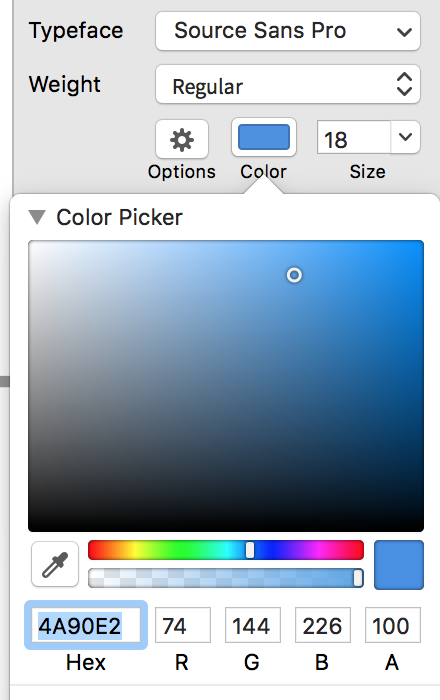 Typeface Source Sans Pro
Weight Regular
18
Options Color Size
Color Picker
4A90E2 74 144 226 100
Hex R G B A